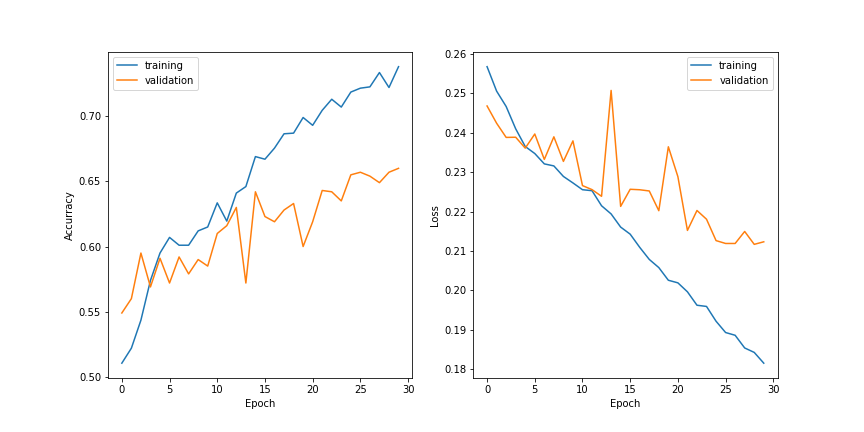 training
validation
0.70
0.65
0.60
0.55
0.50
Accurracy
0 5 10 15 20 25 30
Epoch
training
validation
0.26
0.25
0.24
0.23
0.22
0.21
0.20
0.19
0.18
Loss
0 5 10 15 20 25 30
Epoch